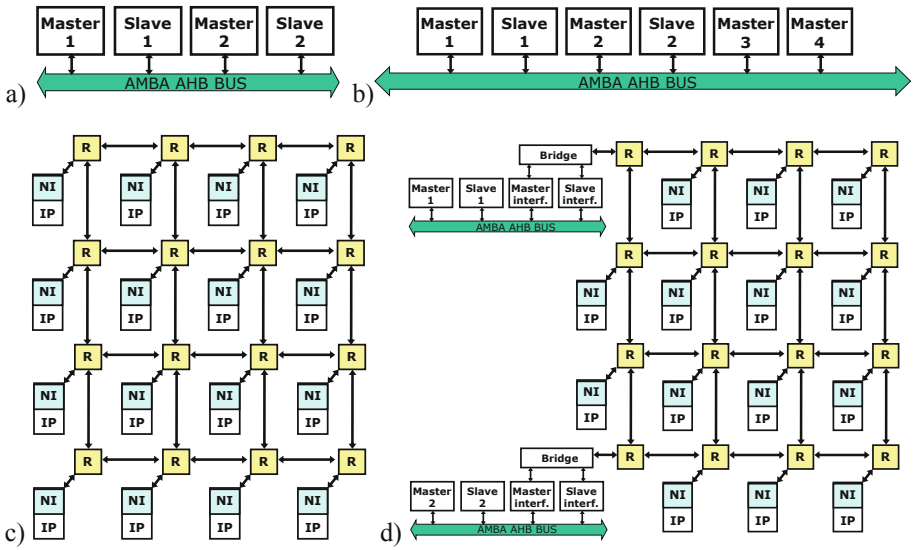 Master 1 Slave 1 Master 2 Slave 2
AMBA AHB BUS
a)
Master 1 Slave 1 Master 2 Slave 2 Master 3 Master 4
AMBA AHB BUS
b)
R R R R
NI NI NI NI
IP IP IP IP
R R R R
NI NI NI NI
IP IP IP IP
R R R R
NI NI NI NI
IP IP IP IP
R R R R
NI NI NI NI
IP IP IP IP
c)
Bridge R R R R
Master 1 Slave 1 Master interf. Slave interf.
NI NI NI
IP IP IP
AMBA AHB BUS
R R R R
NI NI NI NI
IP IP IP IP
R R R R
NI NI NI NI
IP IP IP IP
Bridge R R R R
Master 2 Slave 2 Master interf. Slave interf.
NI NI NI
IP IP IP
AMBA AHB BUS
d)